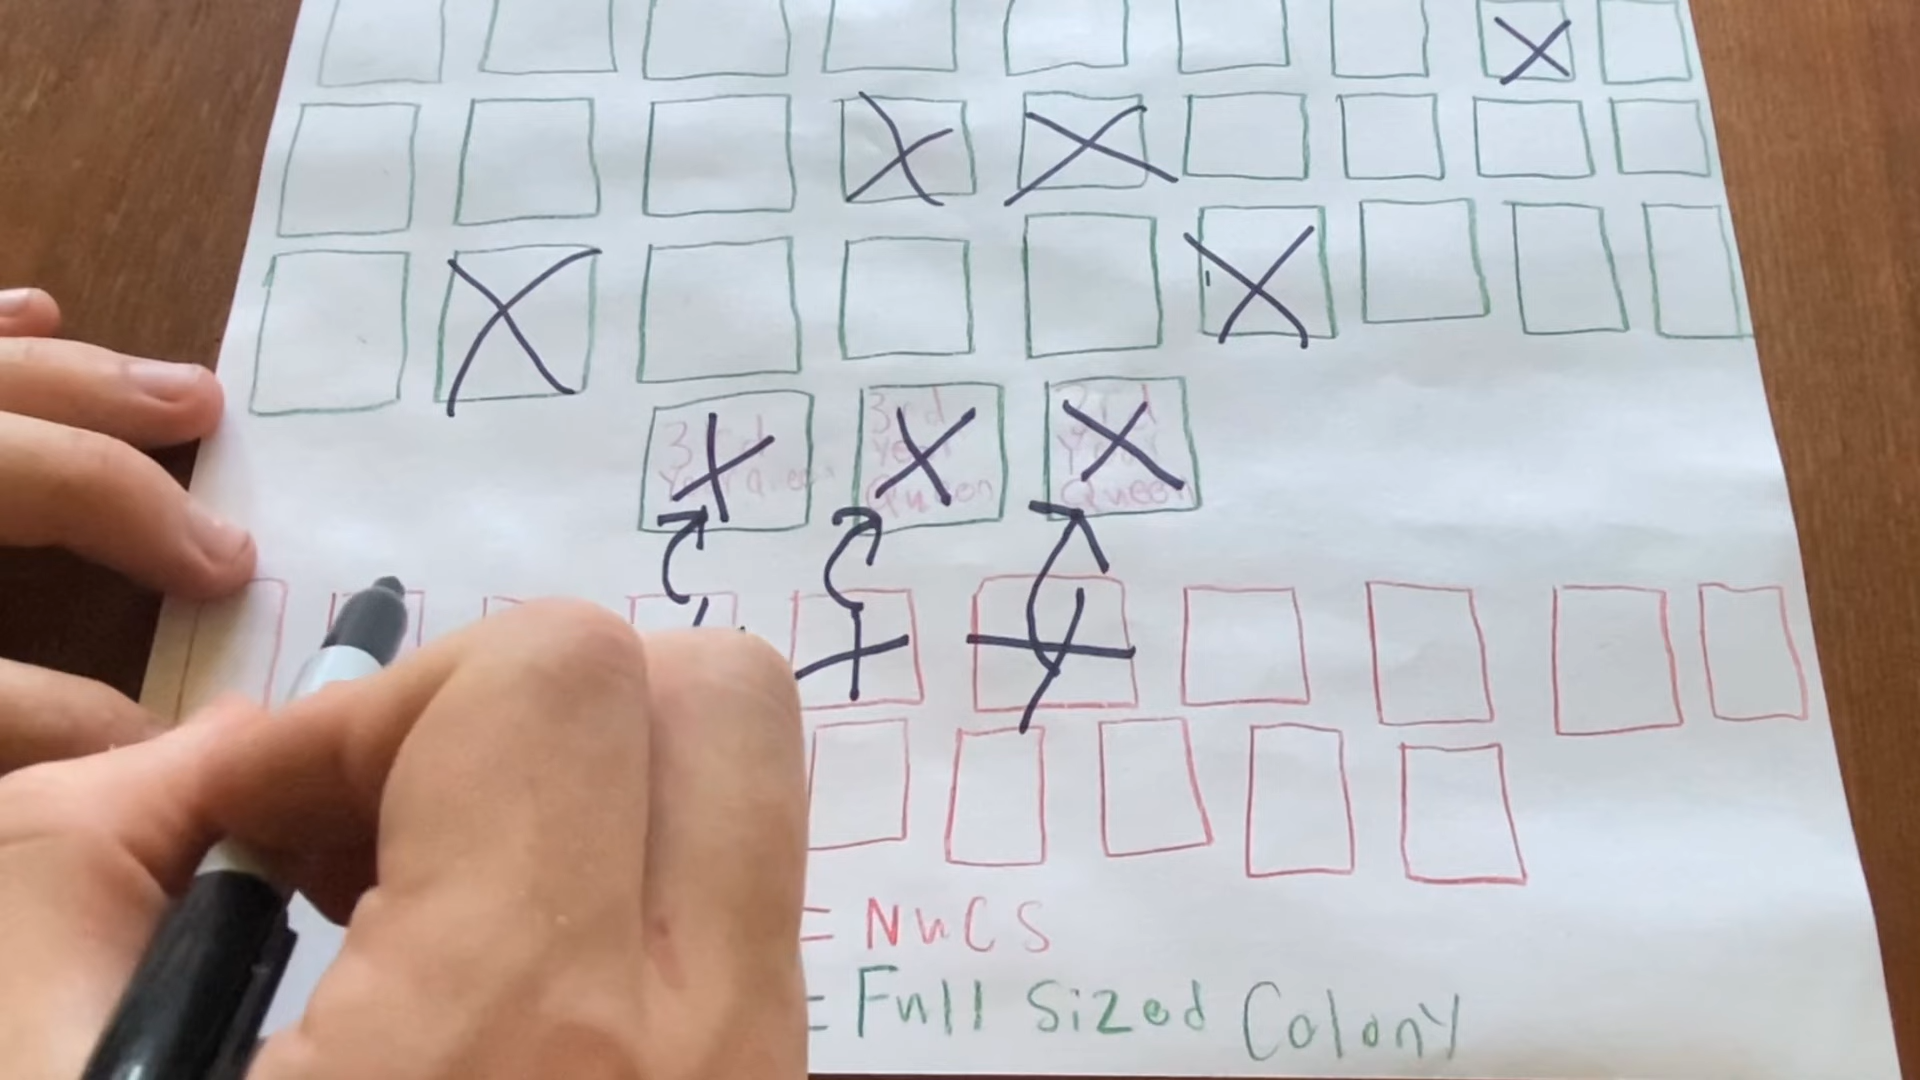 3rd
Year Queen
3rd
Year
Queen
3rd
Year
Queen
= NuCS
= Full Sized Colony